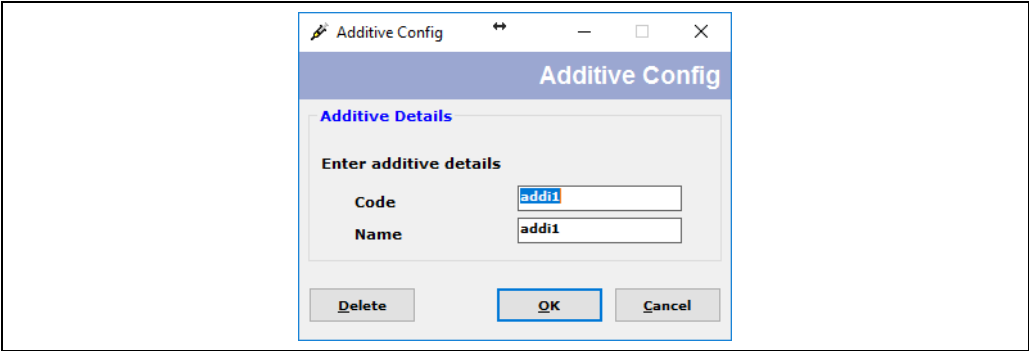 Additive Config
Additive Config
Additive Details
Enter additive details
Code addi1
Name addi1
Delete OK Cancel